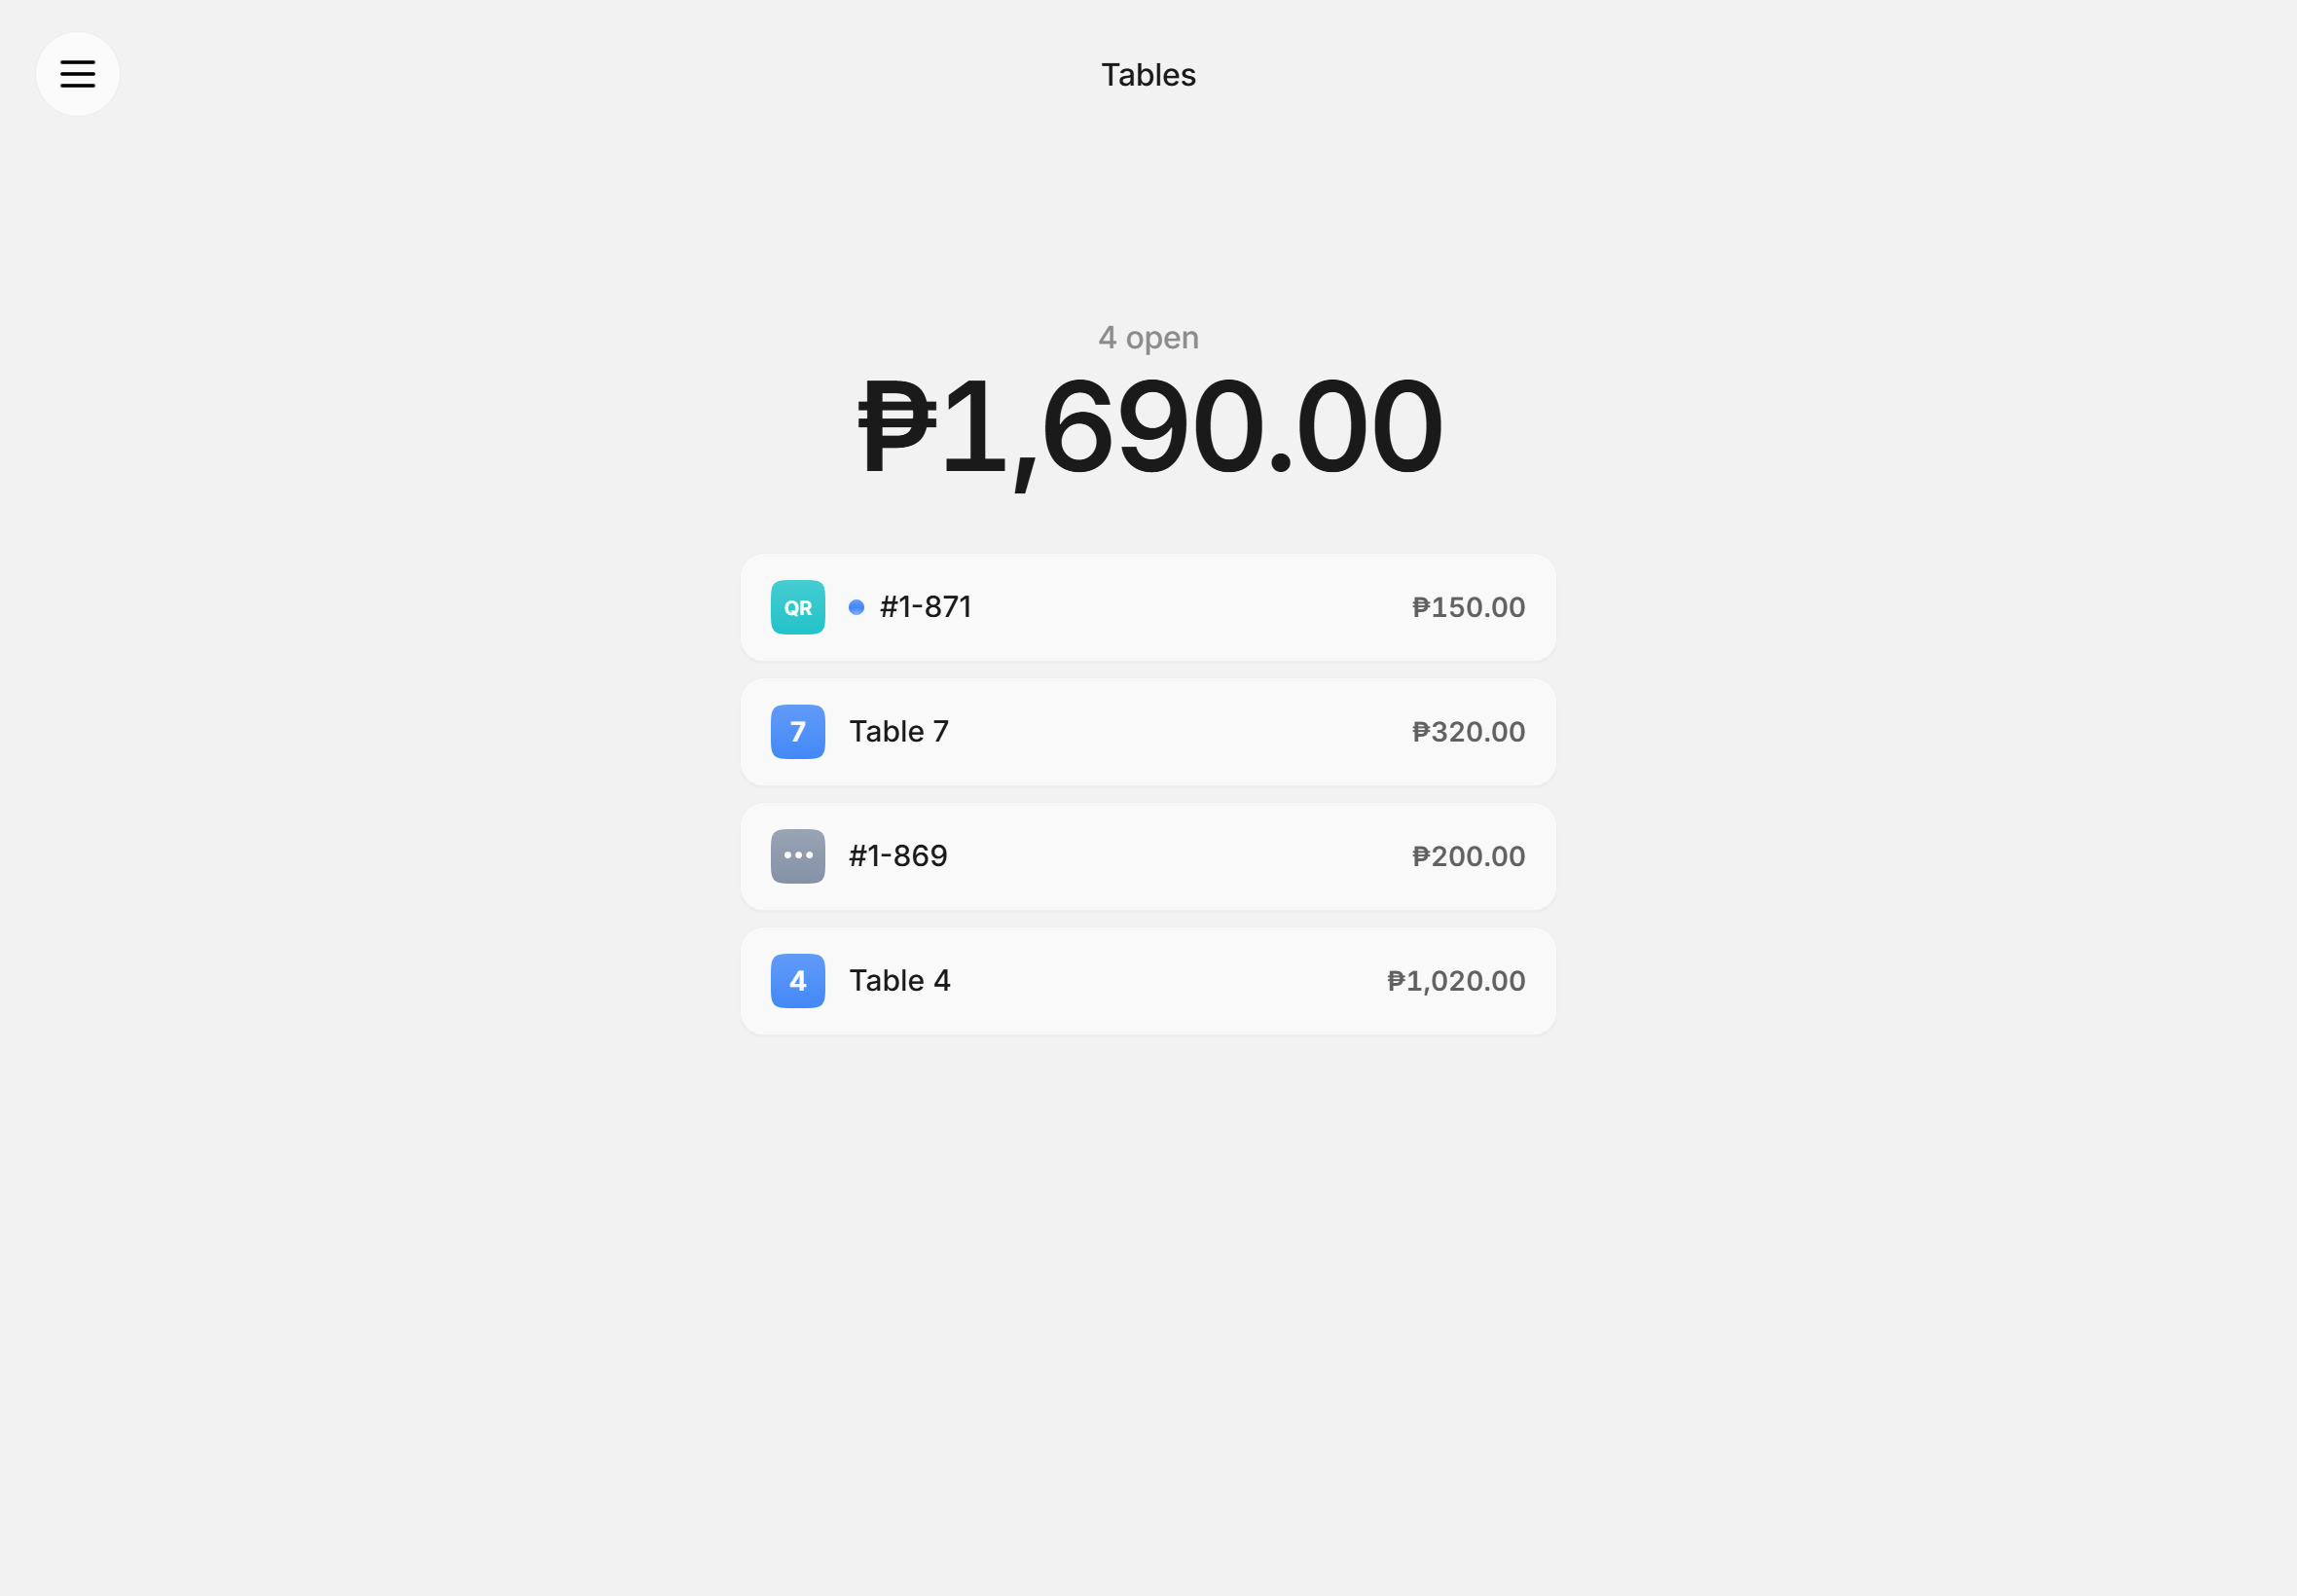 Tables
4 open
₱1,690.00
QR #1-871 ₱150.00
7 Table 7 ₱320.00
#1-869 ₱200.00
4 Table 4 ₱1,020.00